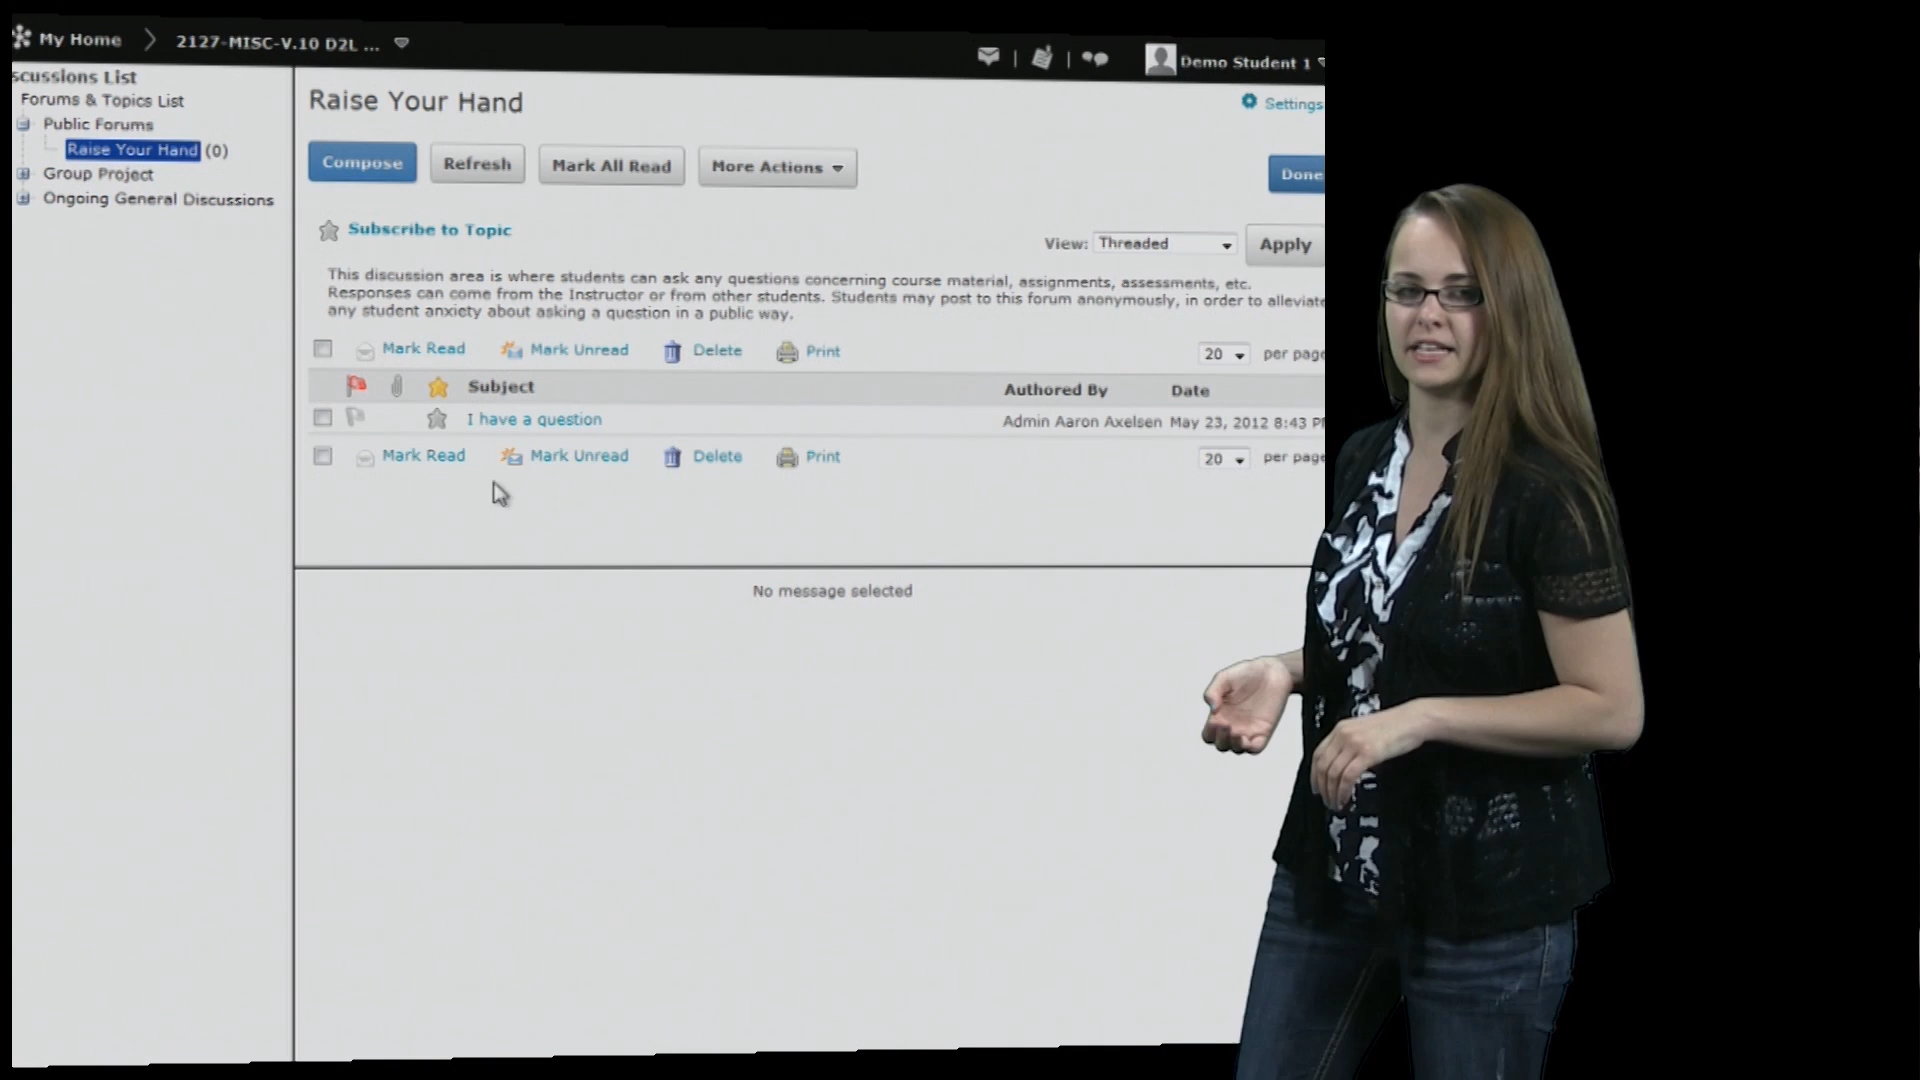 My Home
2127-MISC-V.10 D2L ...
Demo Student 1
scussions List
Forums & Topics List
Public Forums
Raise Your Hand (0)
Group Project
Ongoing General Discussions
Raise Your Hand
Settings
Compose
Refresh
Mark All Read
More Actions
Done
Subscribe to Topic
View: Threaded
Apply
This discussion area is where students can ask any questions concerning course material, assignments, assessments, etc.
Responses can come from the Instructor or from other students. Students may post to this forum anonymously, in order to alleviate
any student anxiety about asking a question in a public way.
Mark Read Mark Unread Delete Print 20 per page
Subject Authored By Date
I have a question Admin Aaron Axelsen May 23, 2012 8:43 P
Mark Read Mark Unread Delete Print 20 per page
No message selected